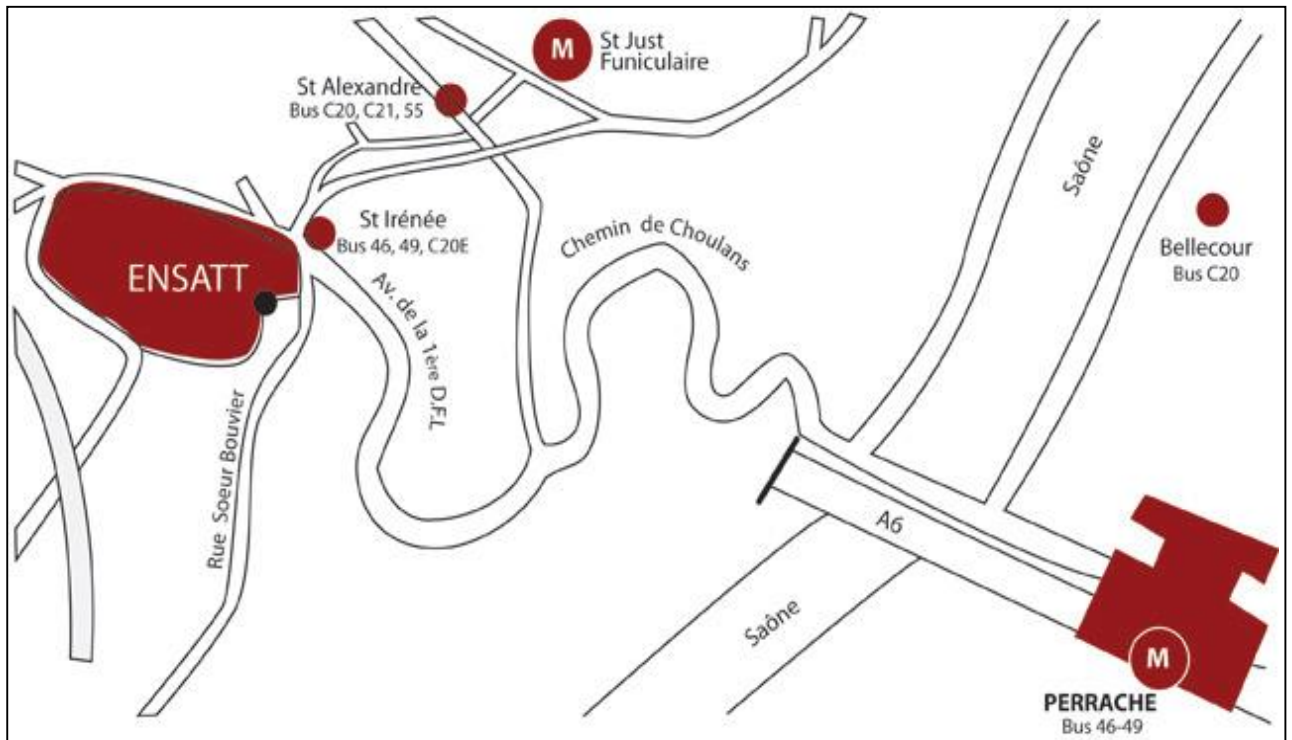 M
St Just
Funiculaire
St Alexandre
Bus C20, C21, 55
Saône
St Irénée
Bus 46, 49, C20E
Chemin de Choulans
Bellecour
Bus C20
ENSATT
Av. de la 1ère D.F.L
Rue Soeur Bouvier
A6
Saône
M
PERRACHE
Bus 46-49